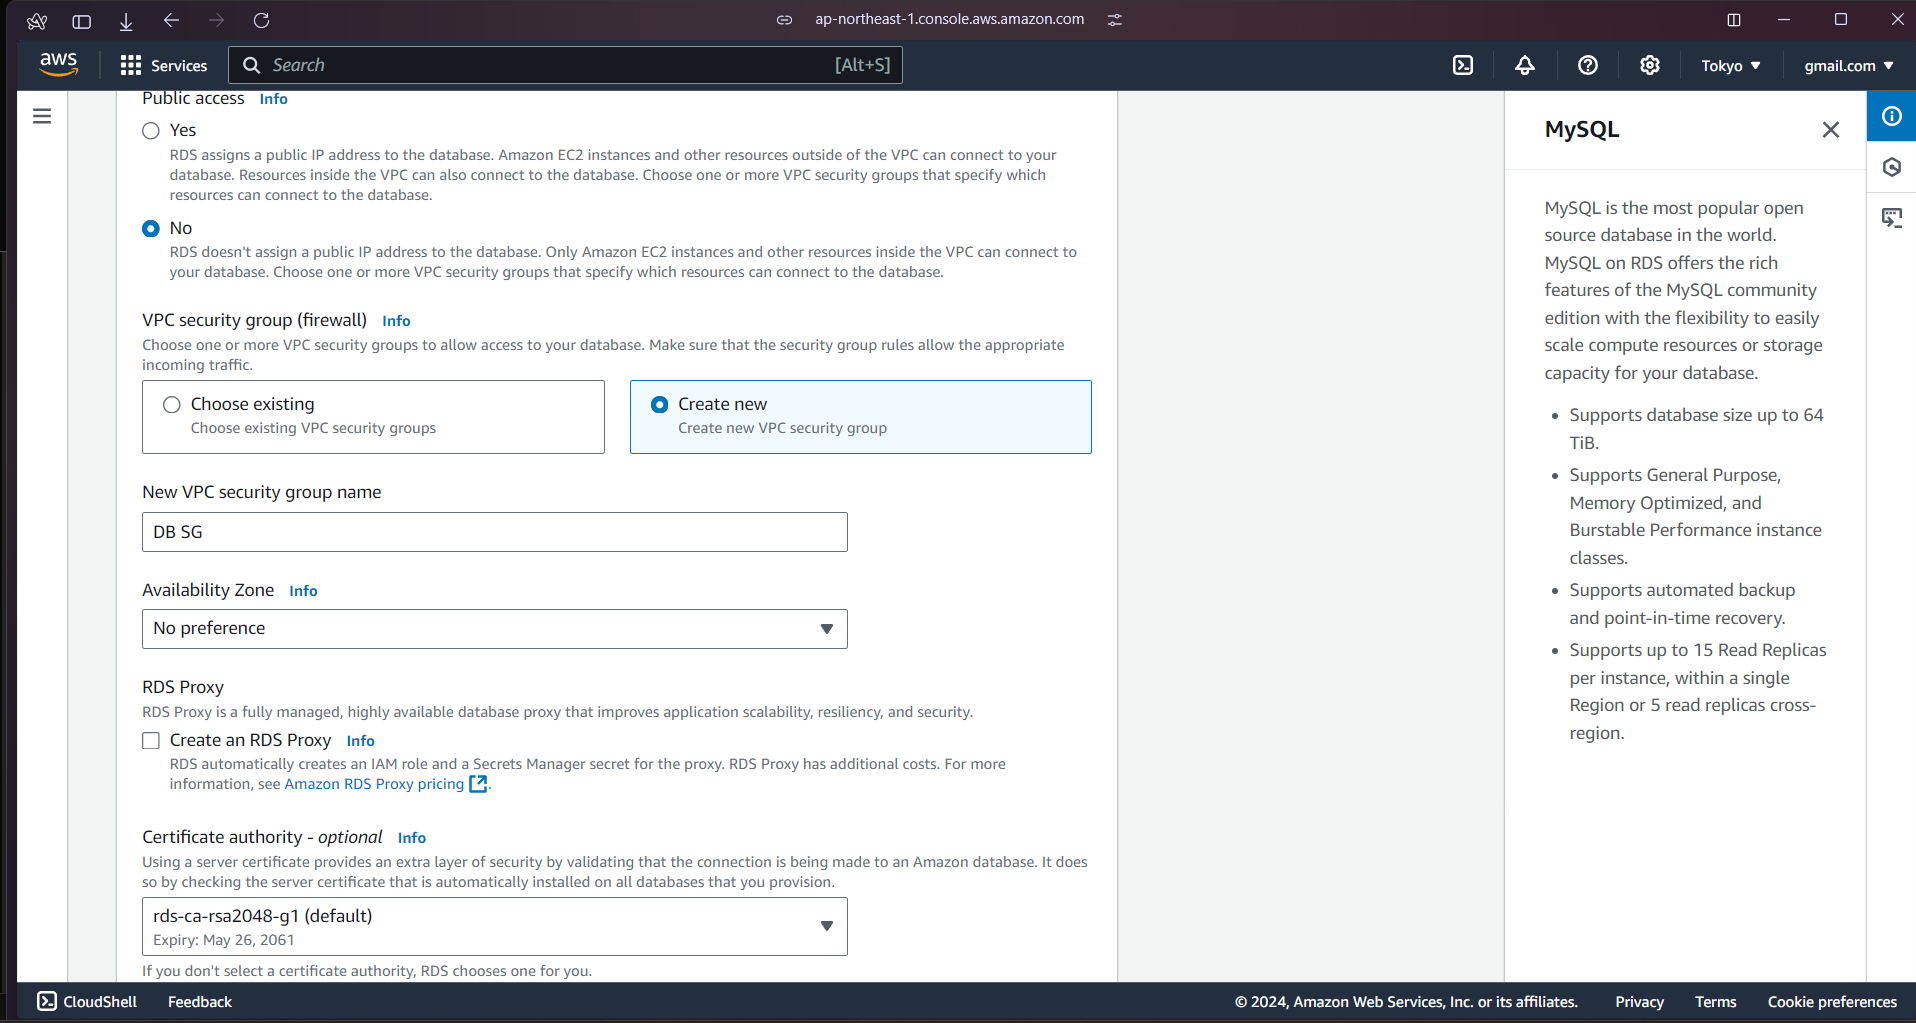 ap-northeast-1.console.aws.amazon.com
aws
Services
Search
[Alt+S]
Tokyo
gmail.com
Public access Info
Yes
RDS assigns a public IP address to the database. Amazon EC2 instances and other resources outside of the VPC can connect to your
database. Resources inside the VPC can also connect to the database. Choose one or more VPC security groups that specify which
resources can connect to the database.
No
RDS doesn't assign a public IP address to the database. Only Amazon EC2 instances and other resources inside the VPC can connect to
your database. Choose one or more VPC security groups that specify which resources can connect to the database.
VPC security group (firewall) Info
Choose one or more VPC security groups to allow access to your database. Make sure that the security group rules allow the appropriate
incoming traffic.
Choose existing
Choose existing VPC security groups
Create new
Create new VPC security group
New VPC security group name
DB SG
Availability Zone Info
No preference
RDS Proxy
RDS Proxy is a fully managed, highly available database proxy that improves application scalability, resiliency, and security.
Create an RDS Proxy Info
RDS automatically creates an IAM role and a Secrets Manager secret for the proxy. RDS Proxy has additional costs. For more
information, see Amazon RDS Proxy pricing.
Certificate authority - optional Info
Using a server certificate provides an extra layer of security by validating that the connection is being made to an Amazon database. It does
so by checking the server certificate that is automatically installed on all databases that you provision.
rds-ca-rsa2048-g1 (default)
Expiry: May 26, 2061
If you don't select a certificate authority, RDS chooses one for you.
MySQL
MySQL is the most popular open
source database in the world.
MySQL on RDS offers the rich
features of the MySQL community
edition with the flexibility to easily
scale compute resources or storage
capacity for your database.
• Supports database size up to 64
TiB.
• Supports General Purpose,
Memory Optimized, and
Burstable Performance instance
classes.
• Supports automated backup
and point-in-time recovery.
• Supports up to 15 Read Replicas
per instance, within a single
Region or 5 read replicas cross-
region.
CloudShell
Feedback
© 2024, Amazon Web Services, Inc. or its affiliates.
Privacy
Terms
Cookie preferences